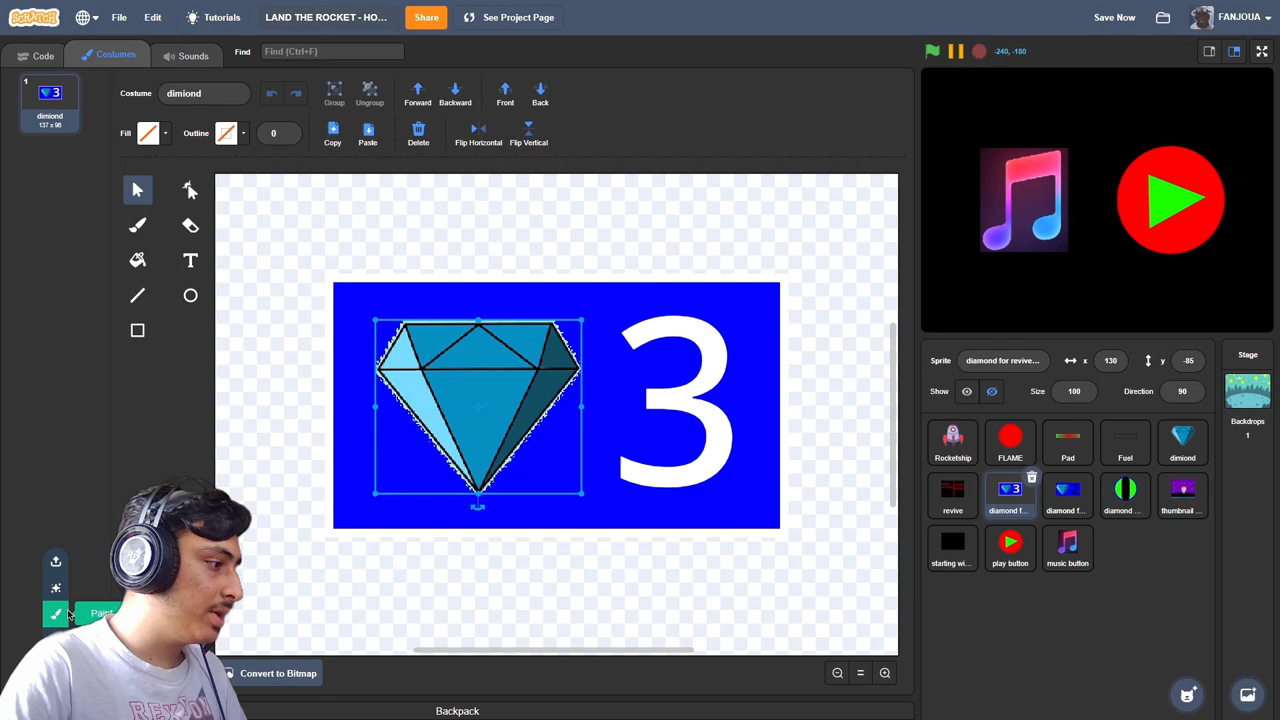 SCRATCH File Edit Tutorials LAND THE ROCKET - HO... Share See Project Page Save Now FANJOUA
Code Costumes Sounds Find Find (Ctrl+F) -240, -180
1
3
dimiond
137 x 96
Costume dimiond Group Ungroup Forward Backward Front Back
Fill Outline 0 Copy Paste Delete Flip Horizontal Flip Vertical
3
Sprite diamond for revive... x 130 y -85
Show Size 100 Direction 90
Stage
Backdrops
1
Rocketship FLAME Pad Fuel dimiond
3
revive diamond f... diamond f... diamond ... thumbnail ...
starting wi... play button music button
Paint
Convert to Bitmap
Backpack